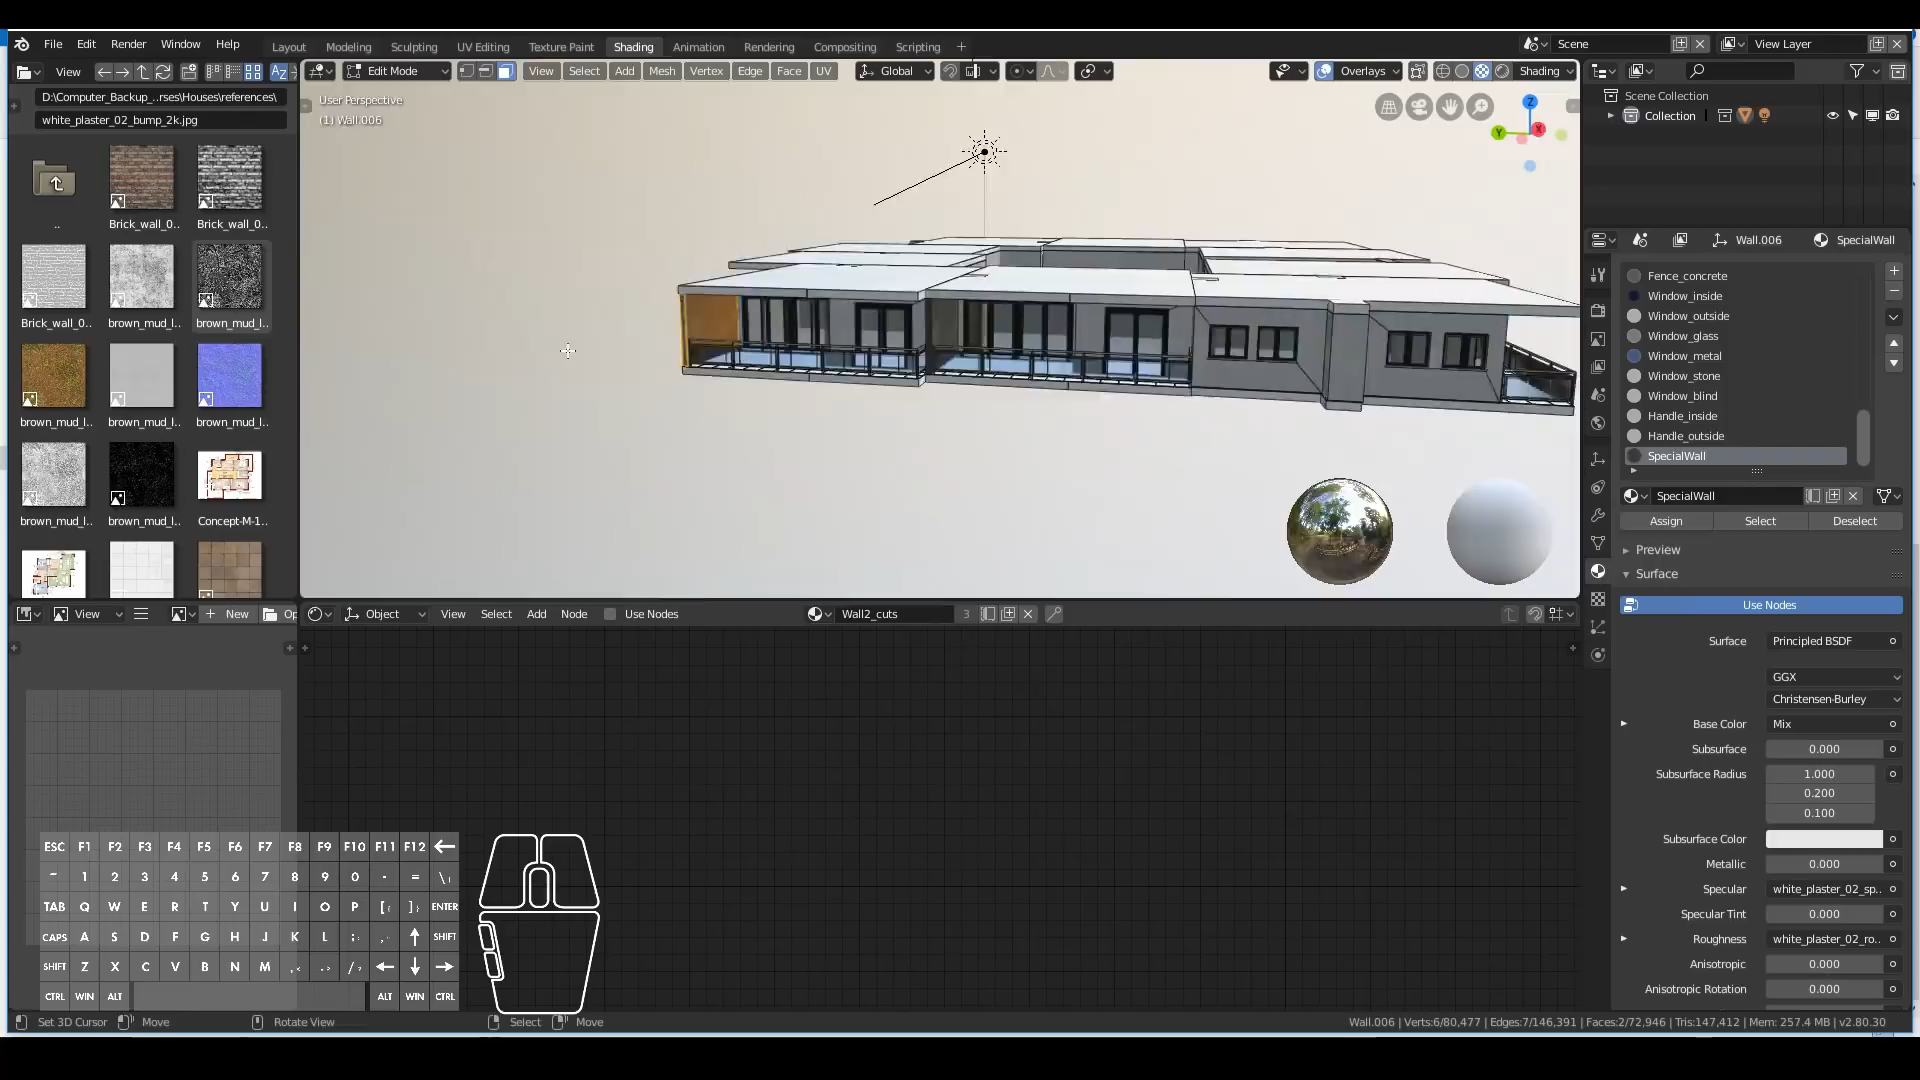 File Edit Render Window Help
Layout Modeling Sculpting UV Editing Texture Paint Shading Animation Rendering Compositing Scripting +
Scene
View Layer
View
D:\Computer_Backup_..rses\Houses\references\
white_plaster_02_bump_2k.jpg
.. Brick_wall_0.. Brick_wall_0..
Brick_wall_0.. brown_mud_l.. brown_mud_l..
brown_mud_l.. brown_mud_l.. brown_mud_l..
brown_mud_l.. brown_mud_l.. Concept-M-1..
Edit Mode View Select Add Mesh Vertex Edge Face UV Global Overlays Shading
User Perspective
(1) Wall.006
Z
Y
X
Scene Collection
Collection
Wall.006 SpecialWall
Fence_concrete
Window_inside
Window_outside
Window_glass
Window_metal
Window_stone
Window_blind
Handle_inside
Handle_outside
SpecialWall
SpecialWall
Assign Select Deselect
Preview
Surface
Use Nodes
Surface Principled BSDF
GGX
Christensen-Burley
Base Color Mix
Subsurface 0.000
Subsurface Radius 1.000
0.200
0.100
Subsurface Color
Metallic 0.000
Specular white_plaster_02_sp..
Specular Tint 0.000
Roughness white_plaster_02_ro..
Anisotropic 0.000
Anisotropic Rotation 0.000
View + New Op
Object View Select Add Node Use Nodes Wall2_cuts 3
ESC F1 F2 F3 F4 F5 F6 F7 F8 F9 F10 F11 F12 ←
~ 1 2 3 4 5 6 7 8 9 0 - = \
TAB Q W E R T Y U I O P [ ] ENTER
CAPS A S D F G H J K L ; , ↑ SHIFT
SHIFT Z X C V B N M , . / ← ↓ →
CTRL WIN ALT ALT WIN CTRL
Set 3D Cursor Move Rotate View Select Move
Wall.006 | Verts:6/80,477 | Edges:7/146,391 | Faces:2/72,946 | Tris:147,412 | Mem: 257.4 MB | v2.80.30